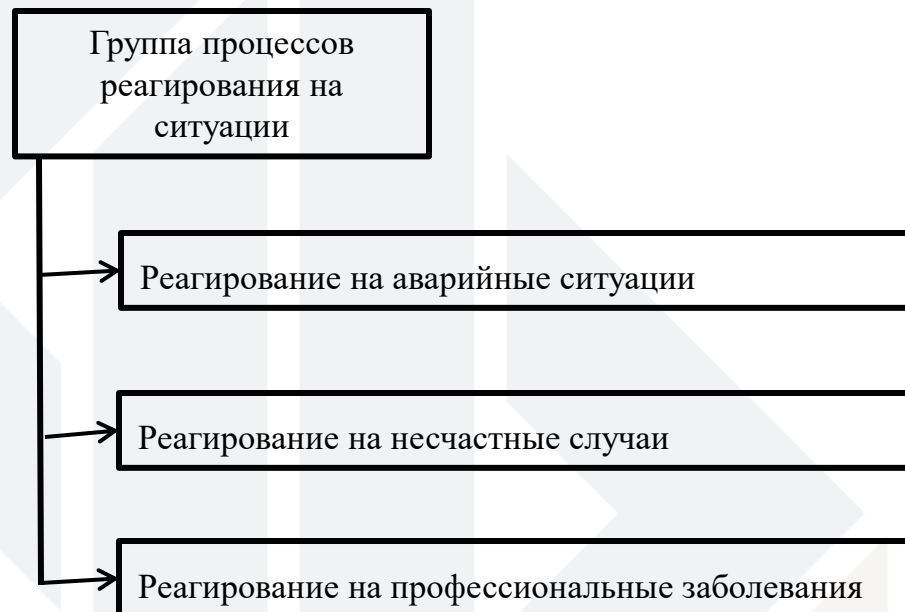 Группа процессов
реагирования на
ситуации
Реагирование на аварийные ситуации
Реагирование на несчастные случаи
Реагирование на профессиональные заболевания